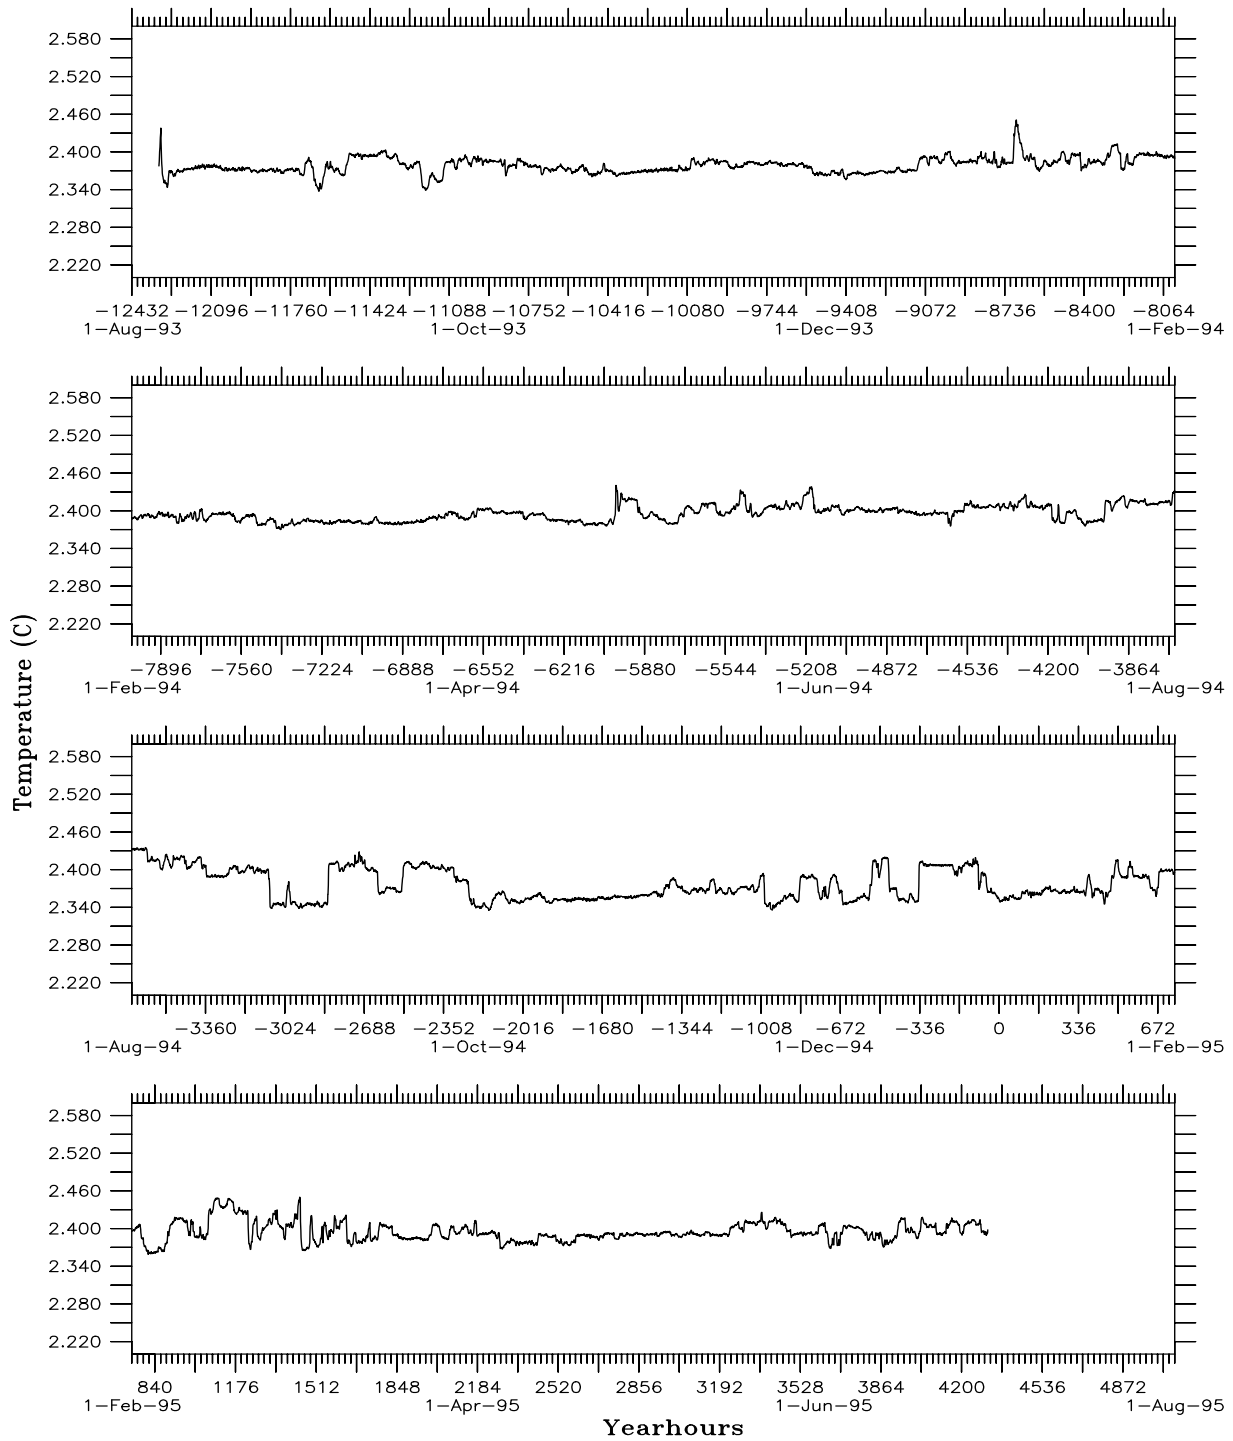 2.580
2.520
2.460
2.400
2.340
2.280
2.220
−12432 −12096 −11760 −11424 −11088 −10752 −10416 −10080 −9744 −9408 −9072 −8736 −8400 −8064
1−Aug−93 1−Oct−93 1−Dec−93 1−Feb−94
2.580
2.520
2.460
2.400
2.340
2.280
2.220
−7896 −7560 −7224 −6888 −6552 −6216 −5880 −5544 −5208 −4872 −4536 −4200 −3864
1−Feb−94 1−Apr−94 1−Jun−94 1−Aug−94
Temperature (C)
2.580
2.520
2.460
2.400
2.340
2.280
2.220
−3360 −3024 −2688 −2352 −2016 −1680 −1344 −1008 −672 −336 0 336 672
1−Aug−94 1−Oct−94 1−Dec−94 1−Feb−95
2.580
2.520
2.460
2.400
2.340
2.280
2.220
840 1176 1512 1848 2184 2520 2856 3192 3528 3864 4200 4536 4872
1−Feb−95 1−Apr−95 1−Jun−95 1−Aug−95
Yearhours